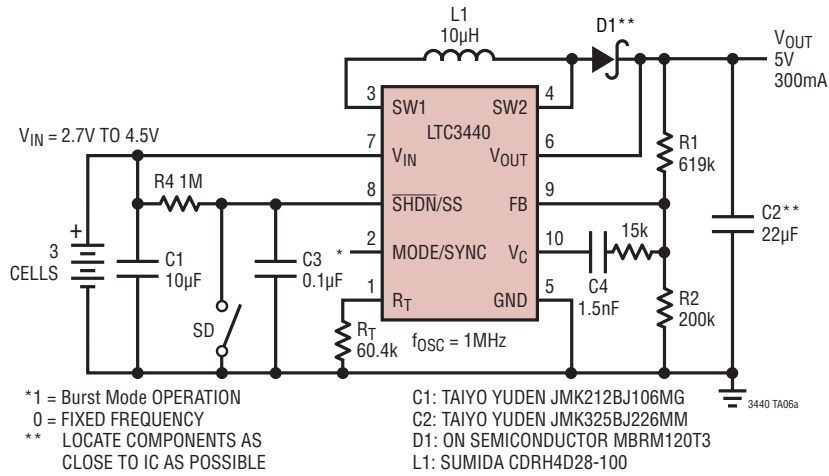 L1
10µH
D1**
VOUT
5V
300mA
3
SW1
SW2
4
LTC3440
VIN = 2.7V TO 4.5V
7
VIN
VOUT
6
R1
619k
R4 1M
8
SHDN/SS
FB
9
3
CELLS
+
C1
10µF
C3
0.1µF
*
2
MODE/SYNC
VC
10
15k
C2**
22µF
C4
1.5nF
1
RT
GND
5
R2
200k
SD
RT
60.4k
fOSC = 1MHz
3440 TA06a
*1 = Burst Mode OPERATION
0 = FIXED FREQUENCY
** LOCATE COMPONENTS AS
CLOSE TO IC AS POSSIBLE
C1: TAIYO YUDEN JMK212BJ106MG
C2: TAIYO YUDEN JMK325BJ226MM
D1: ON SEMICONDUCTOR MBRM120T3
L1: SUMIDA CDRH4D28-100